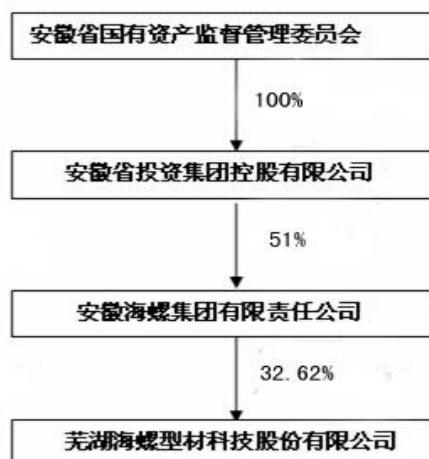 安徽省国有资产监督管理委员会
100%
安徽省投资集团控股有限公司
51%
安徽海螺集团有限责任公司
32.62%
芜湖海螺型材科技股份有限公司